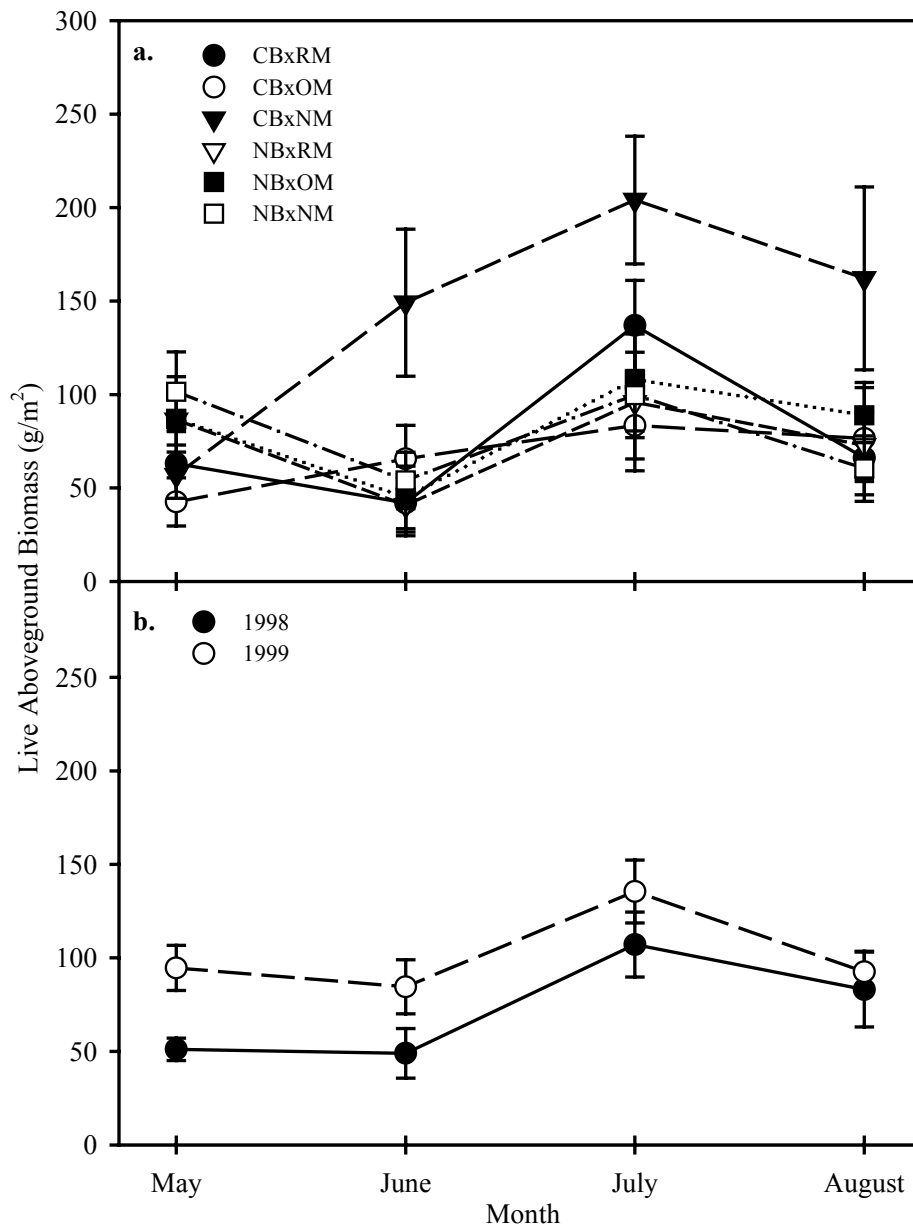 300
a.
CBxRM
CBxOM
CBxNM
NBxRM
NBxOM
NBxNM
250
200
150
100
50
0
b.
1998
1999
250
200
150
100
50
0
Live Aboveground Biomass (g/m²)
May June July August
Month